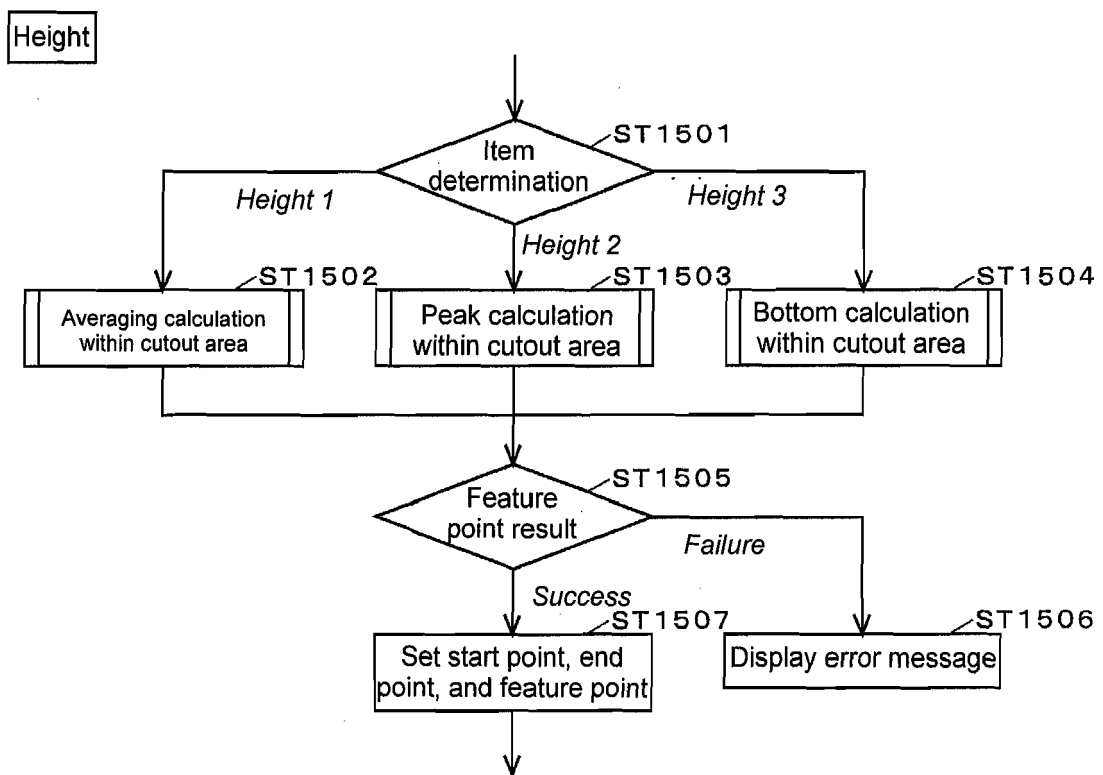 Height
ST1501
Item
determination
Height 1
Height 2
Height 3
ST1502
ST1503
ST1504
Averaging calculation
within cutout area
Peak calculation
within cutout area
Bottom calculation
within cutout area
ST1505
Feature
point result
Failure
Success
ST1507
ST1506
Set start point, end
point, and feature point
Display error message